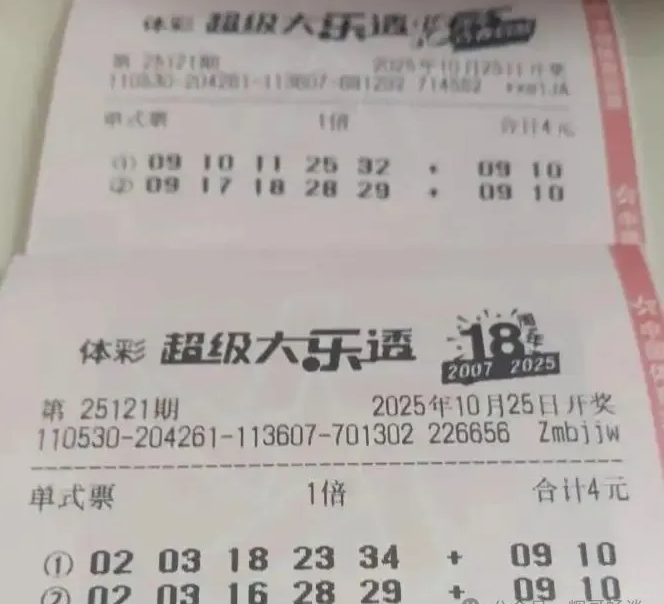 体彩 超级大乐透
第 25121期 2025年10月25日开奖
110530-204261-113607-881292 714582
单式票 1倍 合计4元
① 09 10 11 25 32 + 09 10
② 09 17 18 28 29 + 09 10
体彩 超级大乐透 18周年
2007 2025
第 25121期 2025年10月25日开奖
110530-204261-113607-701302 226656 Zmbjjw
单式票 1倍 合计4元
① 02 03 18 23 34 + 09 10
② 02 03 16 28 29 + 09 10